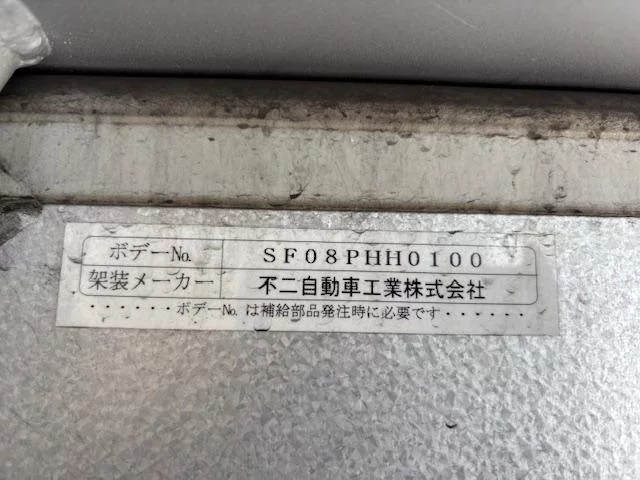 ボデーNo. SF08PHH0100
架装メーカー 不二自動車工業株式会社
・・・・・・ボデーNo.は補給部品発注時に必要です・・・・・・